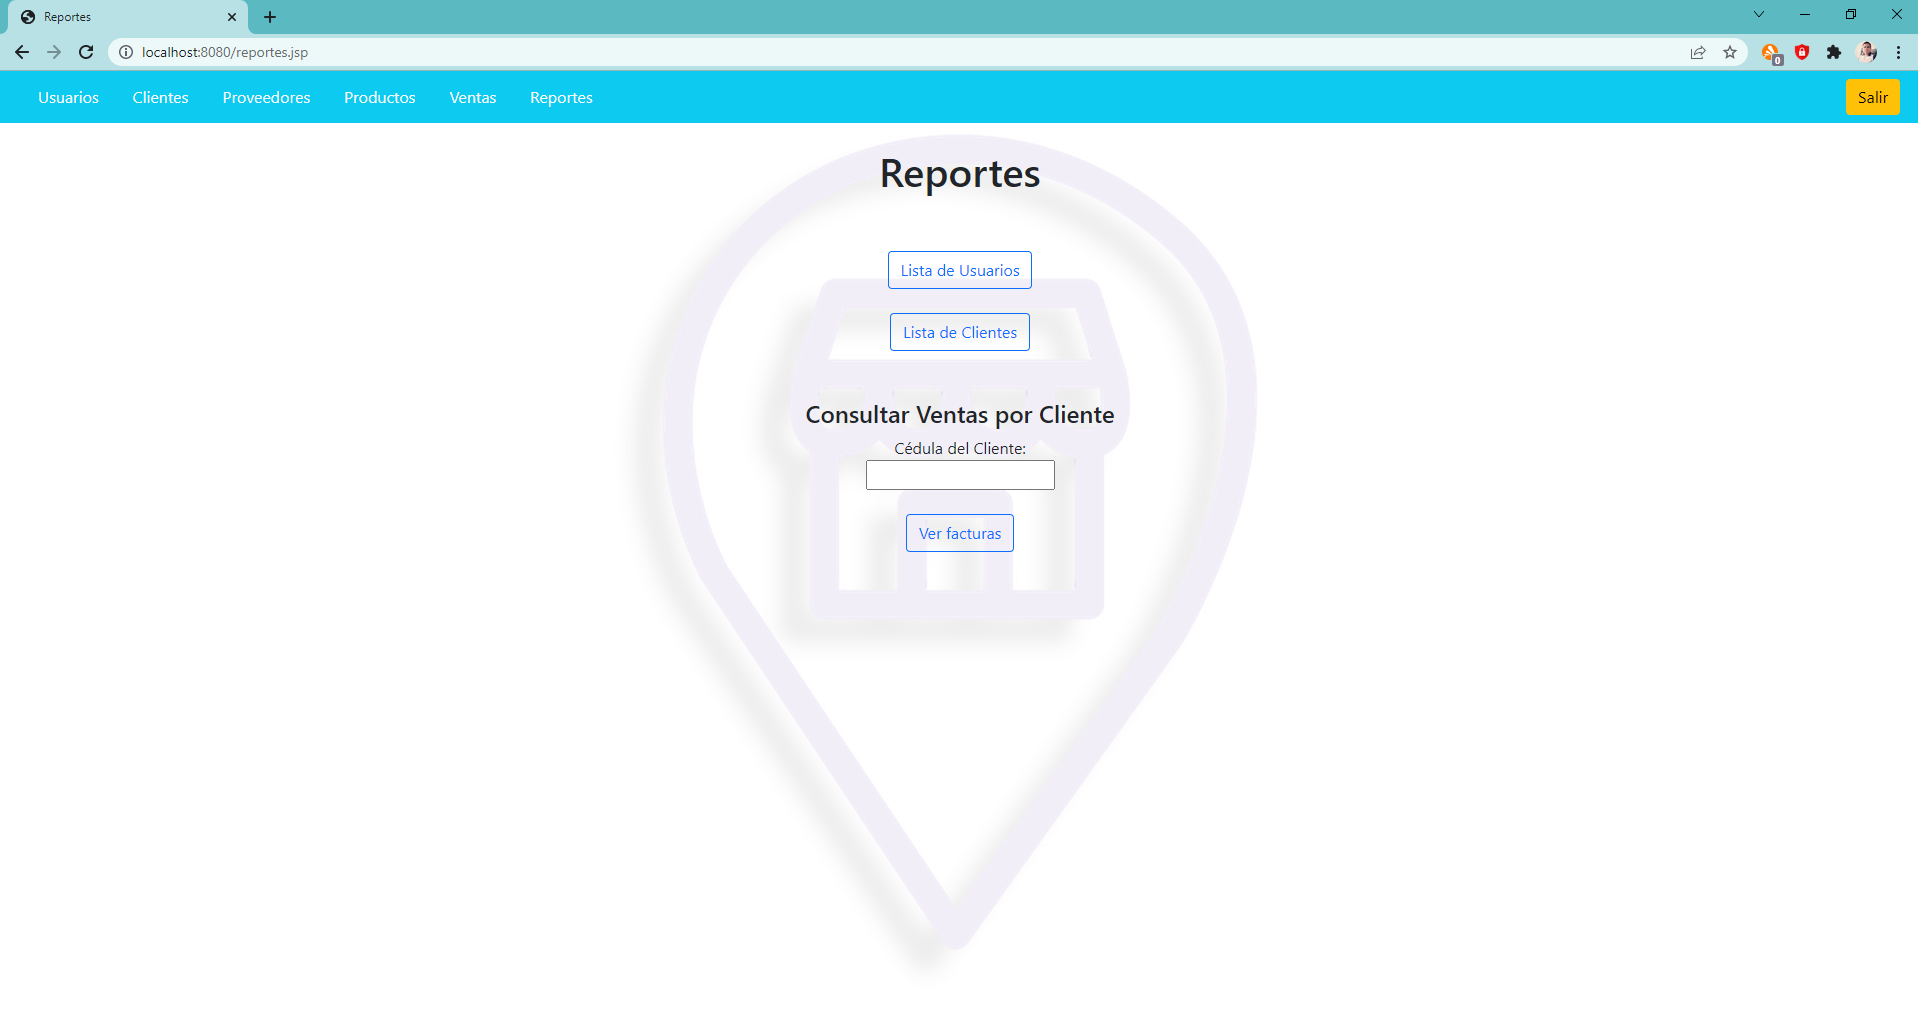 Reportes
localhost:8080/reportes.jsp
0
Usuarios Clientes Proveedores Productos Ventas Reportes Salir
Reportes
Lista de Usuarios
Lista de Clientes
Consultar Ventas por Cliente
Cédula del Cliente:
Ver facturas